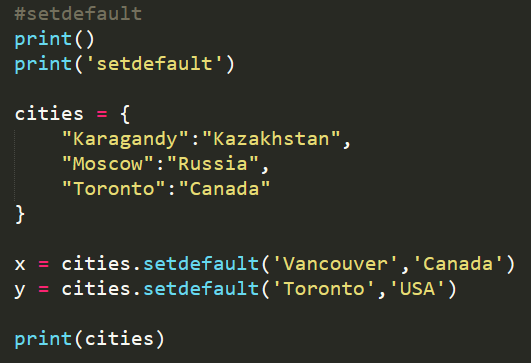 #setdefault
print()
print('setdefault')
cities = {
    "Karagandy":"Kazakhstan",
    "Moscow":"Russia",
    "Toronto":"Canada"
}
x = cities.setdefault('Vancouver','Canada')
y = cities.setdefault('Toronto','USA')
print(cities)